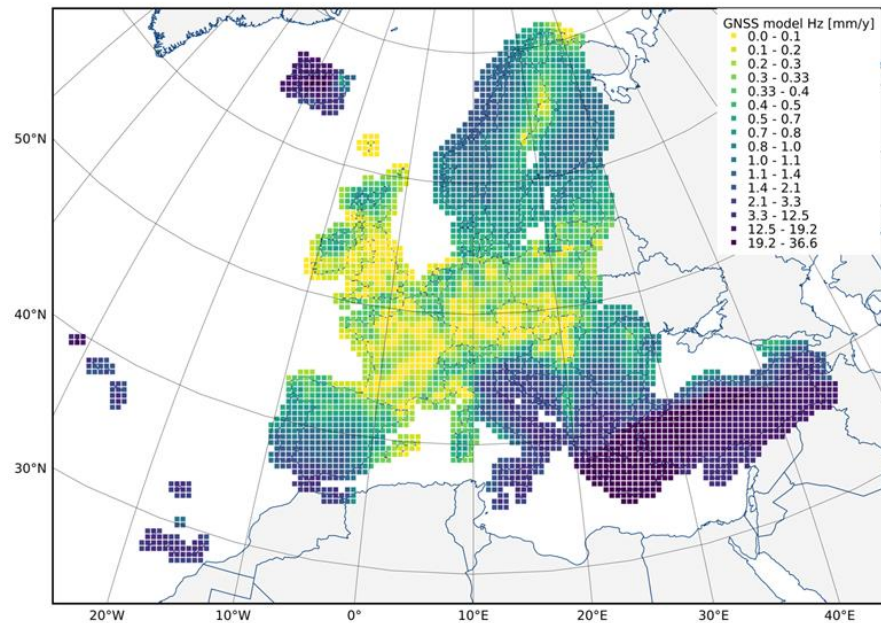 GNSS model Hz [mm/y]
0.0 - 0.1
0.1 - 0.2
0.2 - 0.3
0.3 - 0.33
0.33 - 0.4
0.4 - 0.5
0.5 - 0.7
0.7 - 0.8
0.8 - 1.0
1.0 - 1.1
1.1 - 1.4
1.4 - 2.1
2.1 - 3.3
3.3 - 12.5
12.5 - 19.2
19.2 - 36.6
50°N
40°N
30°N
20°W 10°W 0°E 10°E 20°E 30°E 40°E